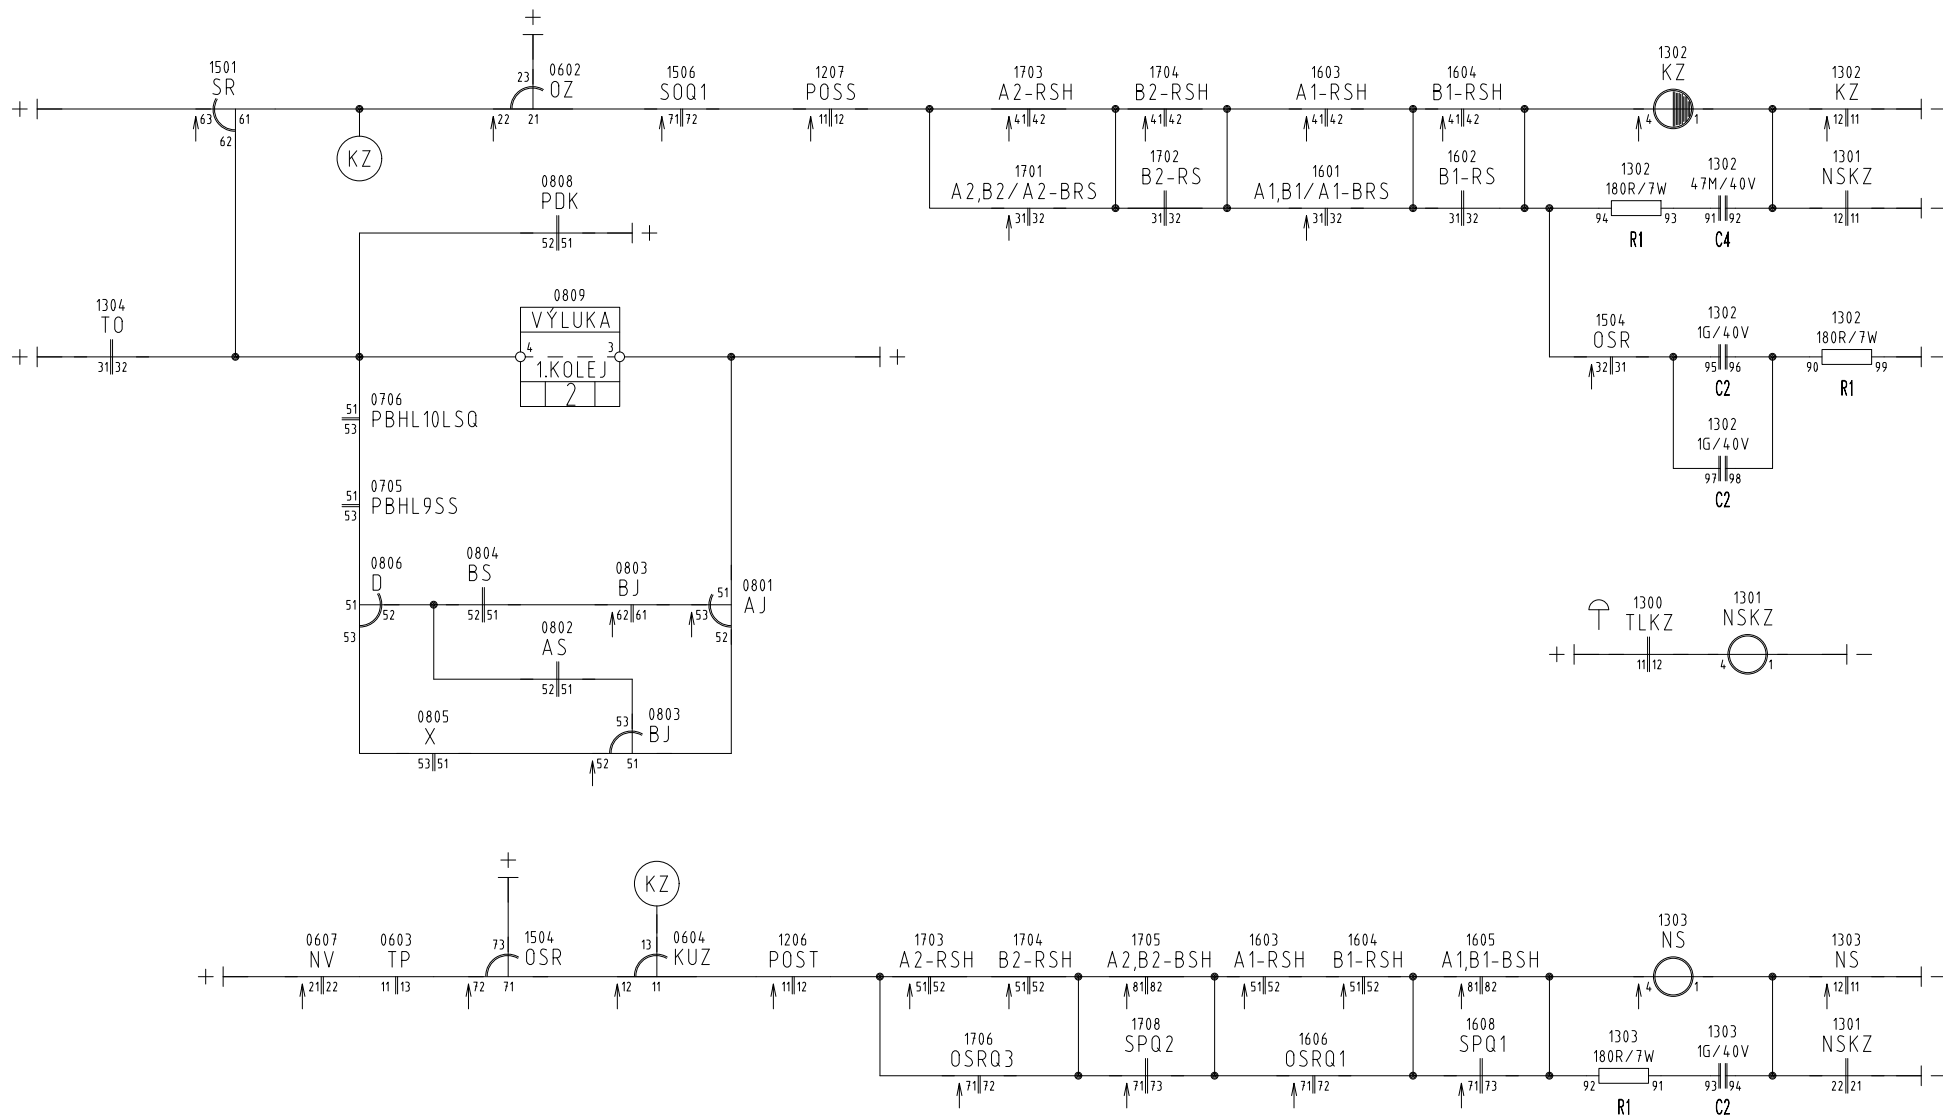 +
1501
SR
63
61
62
KZ
23
0602
OZ
22
21
1506
SOQ1
71
72
1207
POSS
11
12
1703
A2-RSH
41
42
1704
B2-RSH
41
42
1603
A1-RSH
41
42
1604
B1-RSH
41
42
1302
KZ
4
1
1302
KZ
12
11
+
-
1701
A2,B2/A2-BRS
31
32
1702
B2-RS
31
32
1601
A1,B1/A1-BRS
31
32
1602
B1-RS
31
32
1302
180R/7W
94
93
R1
1302
47M/40V
91
92
C4
1301
NSKZ
12
11
-
0808
PDK
52
51
+
1304
TO
+
31
32
0809
VÝLUKA
4
3
1.KOLEJ
2
+
1504
OSR
32
31
1302
1G/40V
95
96
C2
1302
180R/7W
90
99
R1
-
1302
1G/40V
97
98
C2
51
53
0706
PBHL10LSQ
51
53
0705
PBHL9SS
0806
D
51
52
53
0804
BS
52
51
0803
BJ
62
61
51
53
52
0801
AJ
0802
AS
52
51
0805
X
53
51
53
0803
BJ
52
51
1300
TLKZ
+
11
12
1301
NSKZ
4
1
-
+
0607
NV
21
22
0603
TP
11
13
+
73
1504
OSR
72
71
KZ
13
0604
KUZ
12
11
1206
POST
11
12
1703
A2-RSH
51
52
1704
B2-RSH
51
52
1705
A2,B2-BSH
81
82
1603
A1-RSH
51
52
1604
B1-RSH
51
52
1605
A1,B1-BSH
81
82
1303
NS
4
1
1303
NS
12
11
-
1706
OSRQ3
71
72
1708
SPQ2
71
73
1606
OSRQ1
71
72
1608
SPQ1
71
73
1303
180R/7W
92
91
R1
1303
1G/40V
93
94
C2
1301
NSKZ
22
21
-